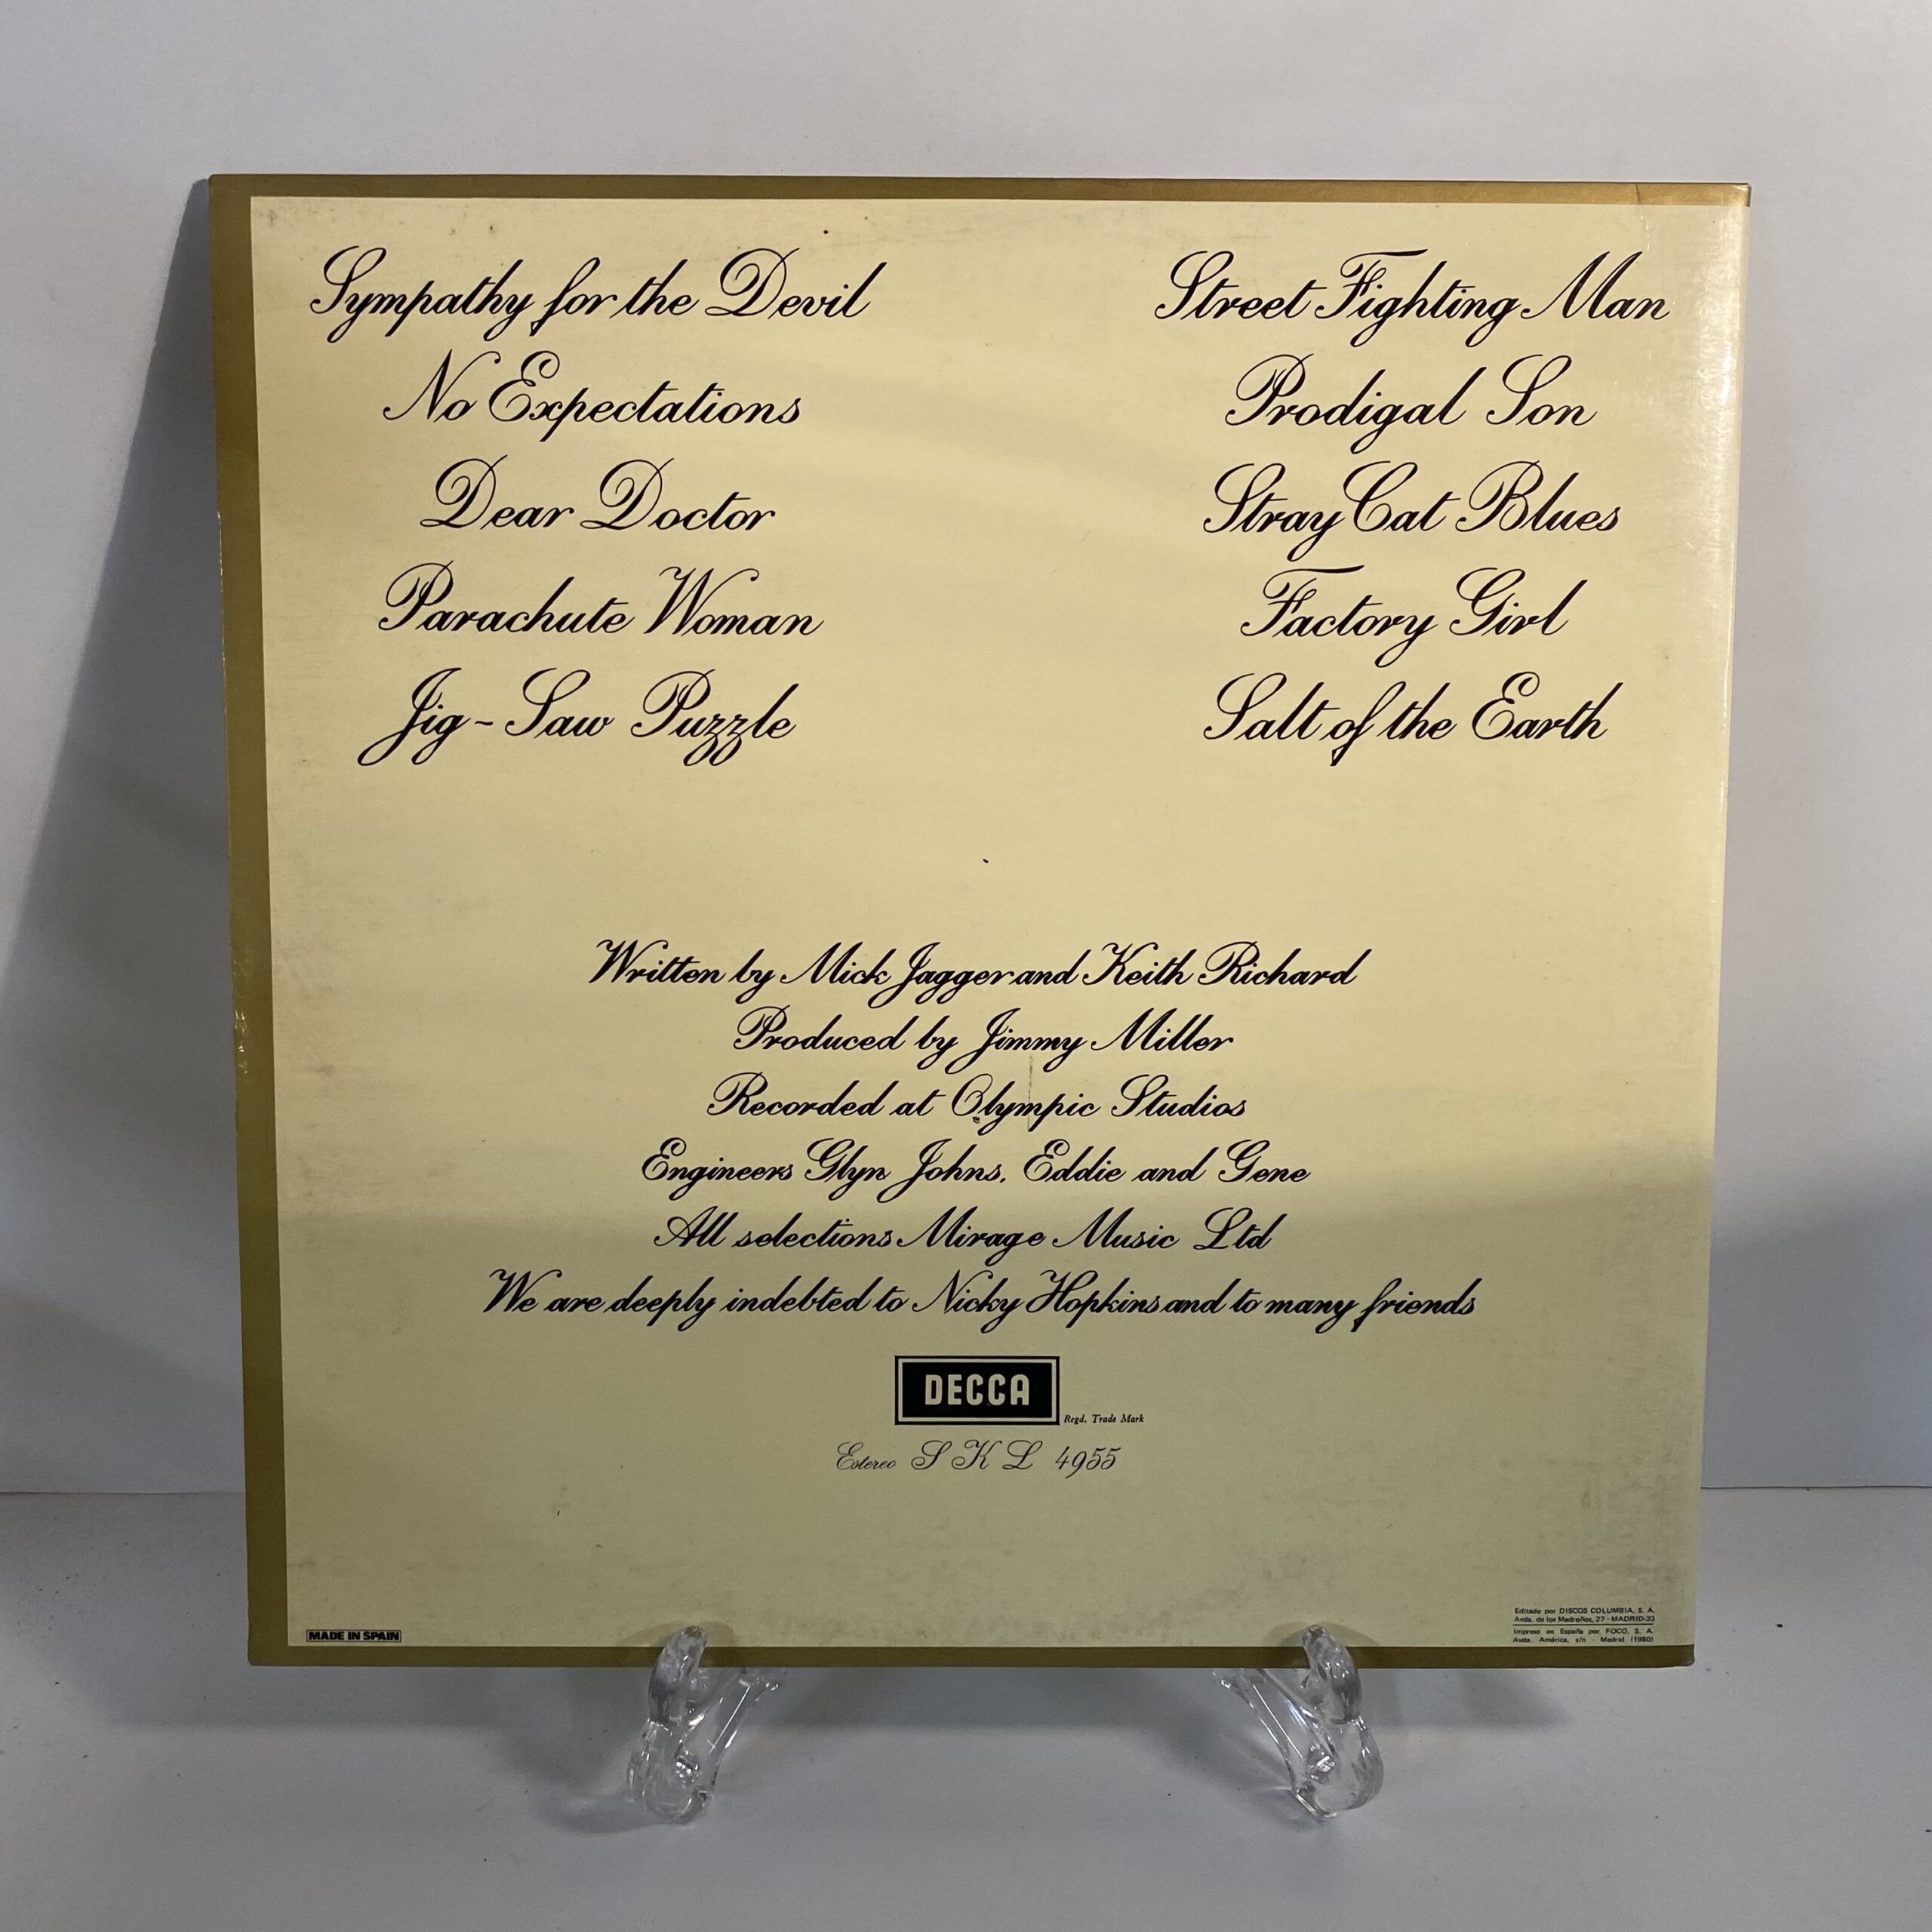 Sympathy for the Devil
No Expectations
Dear Doctor
Parachute Woman
Jig-Saw Puzzle
Street Fighting Man
Prodigal Son
Stray Cat Blues
Factory Girl
Salt of the Earth
Written by Mick Jagger and Keith Richard
Produced by Jimmy Miller
Recorded at Olympic Studios
Engineers Glyn Johns. Eddie and Gene
All selections Mirage Music Ltd
We are deeply indebted to Nicky Hopkins and to many friends
DECCA
Regd. Trade Mark
Estereo SKL 4955
MADE IN SPAIN
Editado por DISCOS COLUMBIA, S. A.
Avda. de los Madroños, 27 - MADRID-33
Impreso en España por FOCO, S. A.
Avda. América, s/n - Madrid (1980)